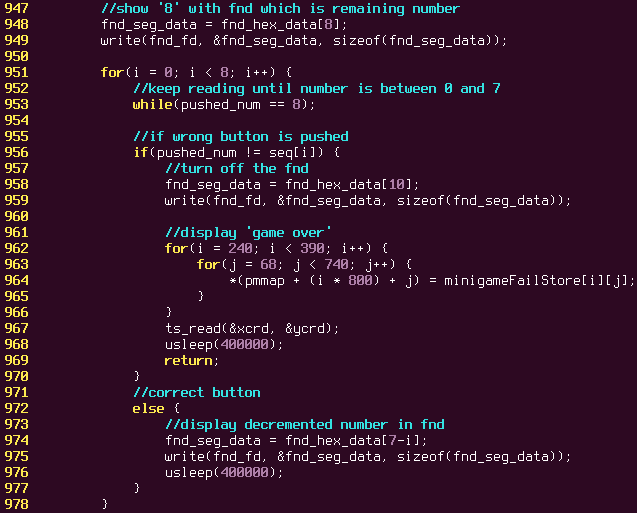 947 //show '8' with fnd which is remaining number
948 fnd_seg_data = fnd_hex_data[8];
949 write(fnd_fd, &fnd_seg_data, sizeof(fnd_seg_data));
950
951 for(i = 0; i < 8; i++) {
952 //keep reading until number is between 0 and 7
953 while(pushed_num == 8);
954
955 //if wrong button is pushed
956 if(pushed_num != seq[i]) {
957 //turn off the fnd
958 fnd_seg_data = fnd_hex_data[10];
959 write(fnd_fd, &fnd_seg_data, sizeof(fnd_seg_data));
960
961 //display 'game over'
962 for(i = 240; i < 390; i++) {
963 for(j = 68; j < 740; j++) {
964 *(pmmap + (i * 800) + j) = minigameFailStore[i][j];
965 }
966 }
967 ts_read(&xcrd, &ycrd);
968 usleep(400000);
969 return;
970 }
971 //correct button
972 else {
973 //display decremented number in fnd
974 fnd_seg_data = fnd_hex_data[7-i];
975 write(fnd_fd, &fnd_seg_data, sizeof(fnd_seg_data));
976 usleep(400000);
977 }
978 }